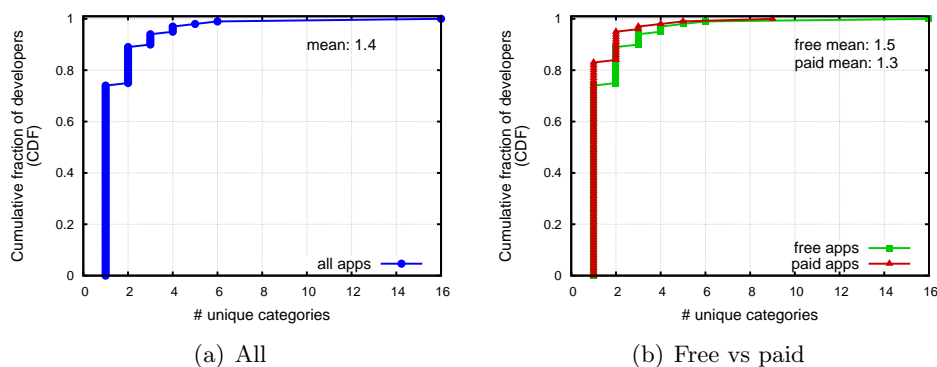 Cumulative fraction of developers
(CDF)
1
0.8
0.6
0.4
0.2
0
mean: 1.4
all apps
0 2 4 6 8 10 12 14 16
# unique categories
(a) All
Cumulative fraction of developers
(CDF)
1
0.8
0.6
0.4
0.2
0
free mean: 1.5
paid mean: 1.3
free apps
paid apps
0 2 4 6 8 10 12 14 16
# unique categories
(b) Free vs paid